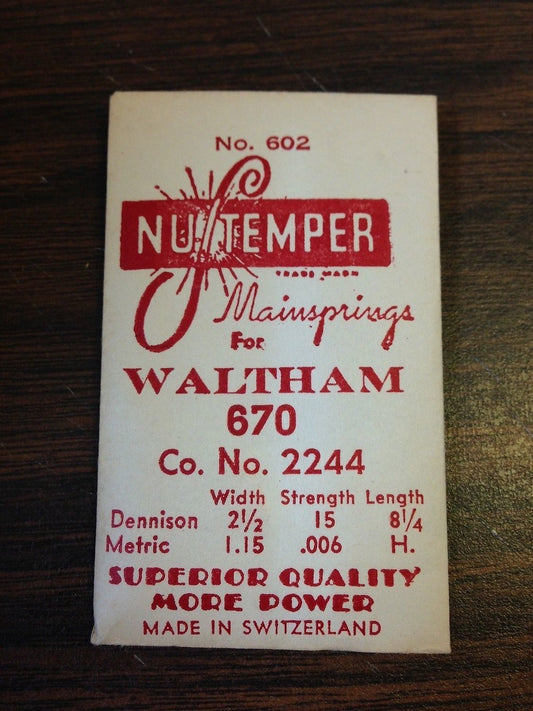 No. 602
NU-TEMPER
TRADE MARK
Mainsprings
For
WALTHAM
670
Co. No. 2244
Width Strength Length
Dennison 2½ 15 8¼
Metric 1.15 .006 H.
SUPERIOR QUALITY
MORE POWER
MADE IN SWITZERLAND